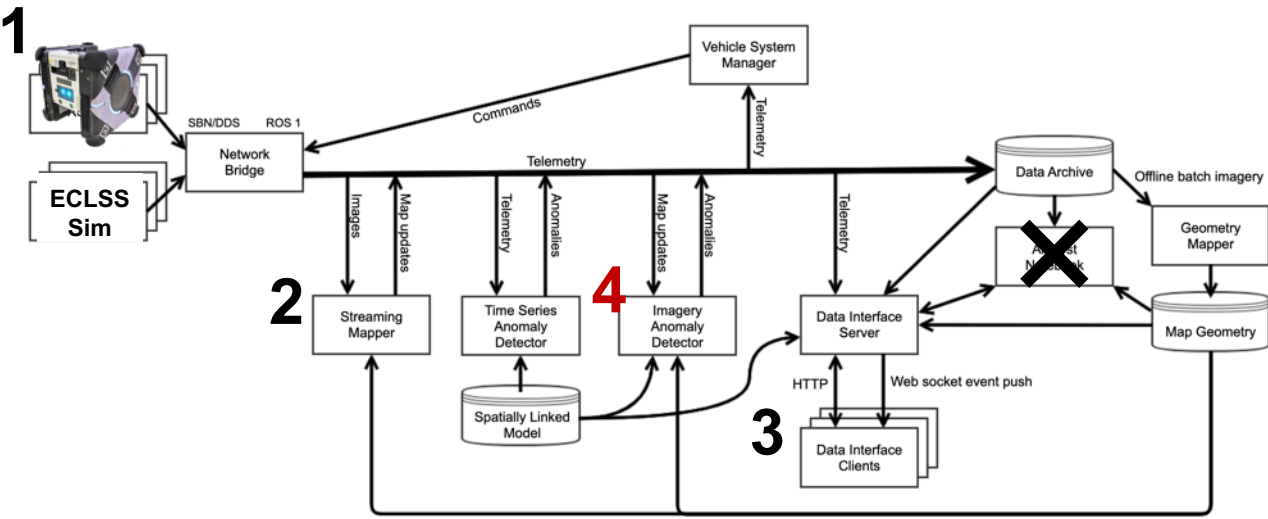 1
Vehicle System
Manager
Commands
Telemetry
SBN/DDS
ROS 1
Network
Bridge
Telemetry
ECLSS
Sim
Data Archive
Offline batch imagery
Geometry
Mapper
Images
Map updates
Telemetry
Anomalies
Map updates
Anomalies
Telemetry
2
Streaming
Mapper
Time Series
Anomaly
Detector
4
Imagery
Anomaly
Detector
Data Interface
Server
Map Geometry
Spatially Linked
Model
HTTP
Web socket event push
3
Data Interface
Clients